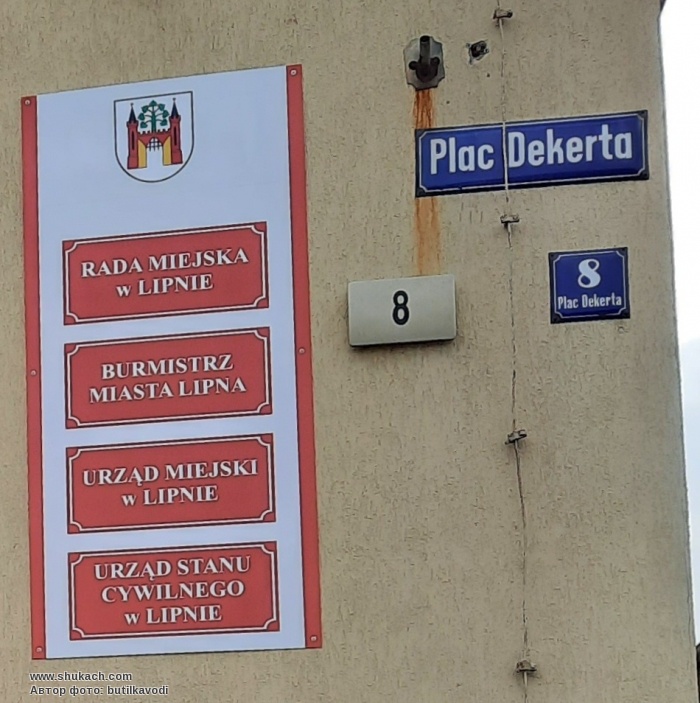 RADA MIEJSKA
w LIPNIE
BURMISTRZ
MIASTA LIPNA
URZĄD MIEJSKI
w LIPNIE
URZĄD STANU
CYWILNEGO
w LIPNIE
Plac Dekerta
8
8
Plac Dekerta
www.shukach.com
Автор фото: butilkavodi